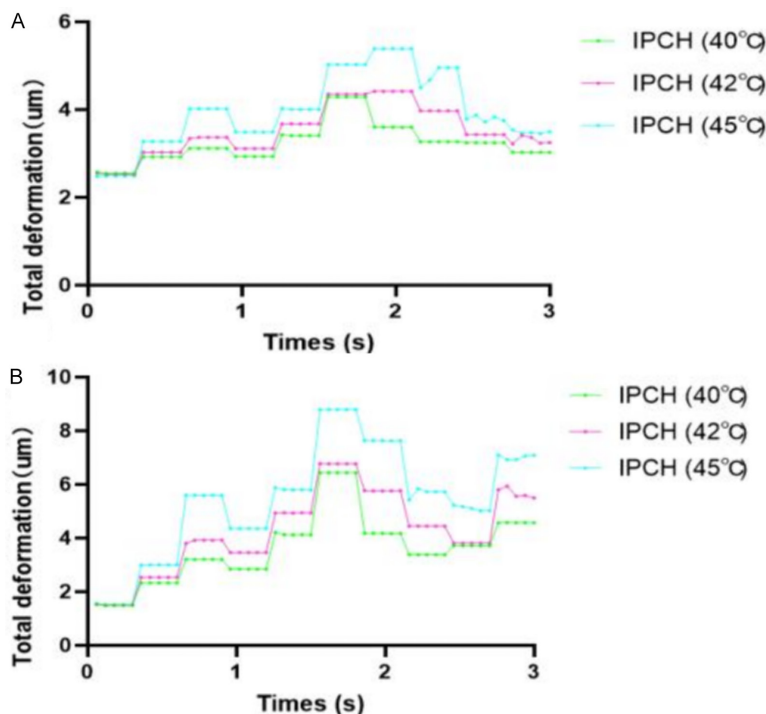 A
6
4
2
0
Total deformation(um)
0 1 2 3
Times (s)
IPCH (40℃)
IPCH (42℃)
IPCH (45℃)
B
10
8
6
4
2
0
Total deformation(um)
0 1 2 3
Times (s)
IPCH (40℃)
IPCH (42℃)
IPCH (45℃)